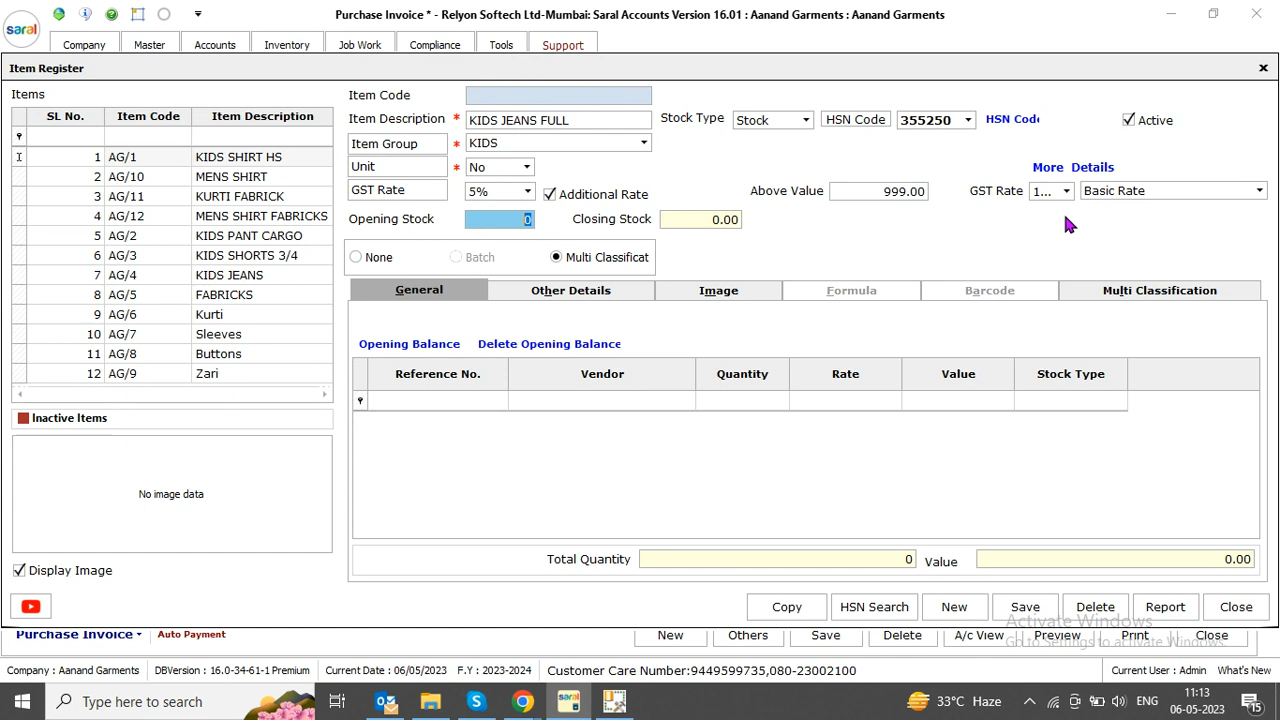 saral
Purchase Invoice * - Relyon Softech Ltd-Mumbai: Saral Accounts Version 16.01 : Aanand Garments : Aanand Garments
Company Master Accounts Inventory Job Work Compliance Tools Support
Item Register
Items
SL No. Item Code Item Description
1 AG/1 KIDS SHIRT HS
2 AG/10 MENS SHIRT
3 AG/11 KURTI FABRICK
4 AG/12 MENS SHIRT FABRICKS
5 AG/2 KIDS PANT CARGO
6 AG/3 KIDS SHORTS 3/4
7 AG/4 KIDS JEANS
8 AG/5 FABRICKS
9 AG/6 Kurti
10 AG/7 Sleeves
11 AG/8 Buttons
12 AG/9 Zari
Inactive Items
No image data
Display Image
Item Code
Item Description * KIDS JEANS FULL Stock Type Stock HSN Code 355250 HSN Code Active
Item Group * KIDS
Unit * No More Details
GST Rate 5% Additional Rate Above Value 999.00 GST Rate 1... Basic Rate
Opening Stock 0 Closing Stock 0.00
None Batch Multi Classificat
General Other Details Image Formula Barcode Multi Classification
Opening Balance Delete Opening Balance
Reference No. Vendor Quantity Rate Value Stock Type
Total Quantity 0 Value 0.00
Copy HSN Search New Save Delete Report Close
Activate Windows
Go to Settings to activate Windows.
Purchase Invoice Auto Payment New Others Save Delete A/c View Preview Print Close
Company : Aanand Garments DBVersion : 16.0-34-61-1 Premium Current Date : 06/05/2023 F.Y : 2023-2024 Customer Care Number:9449599735,080-23002100 Current User : Admin What's New
Type here to search 33°C Haze ENG 11:13
06-05-2023 15